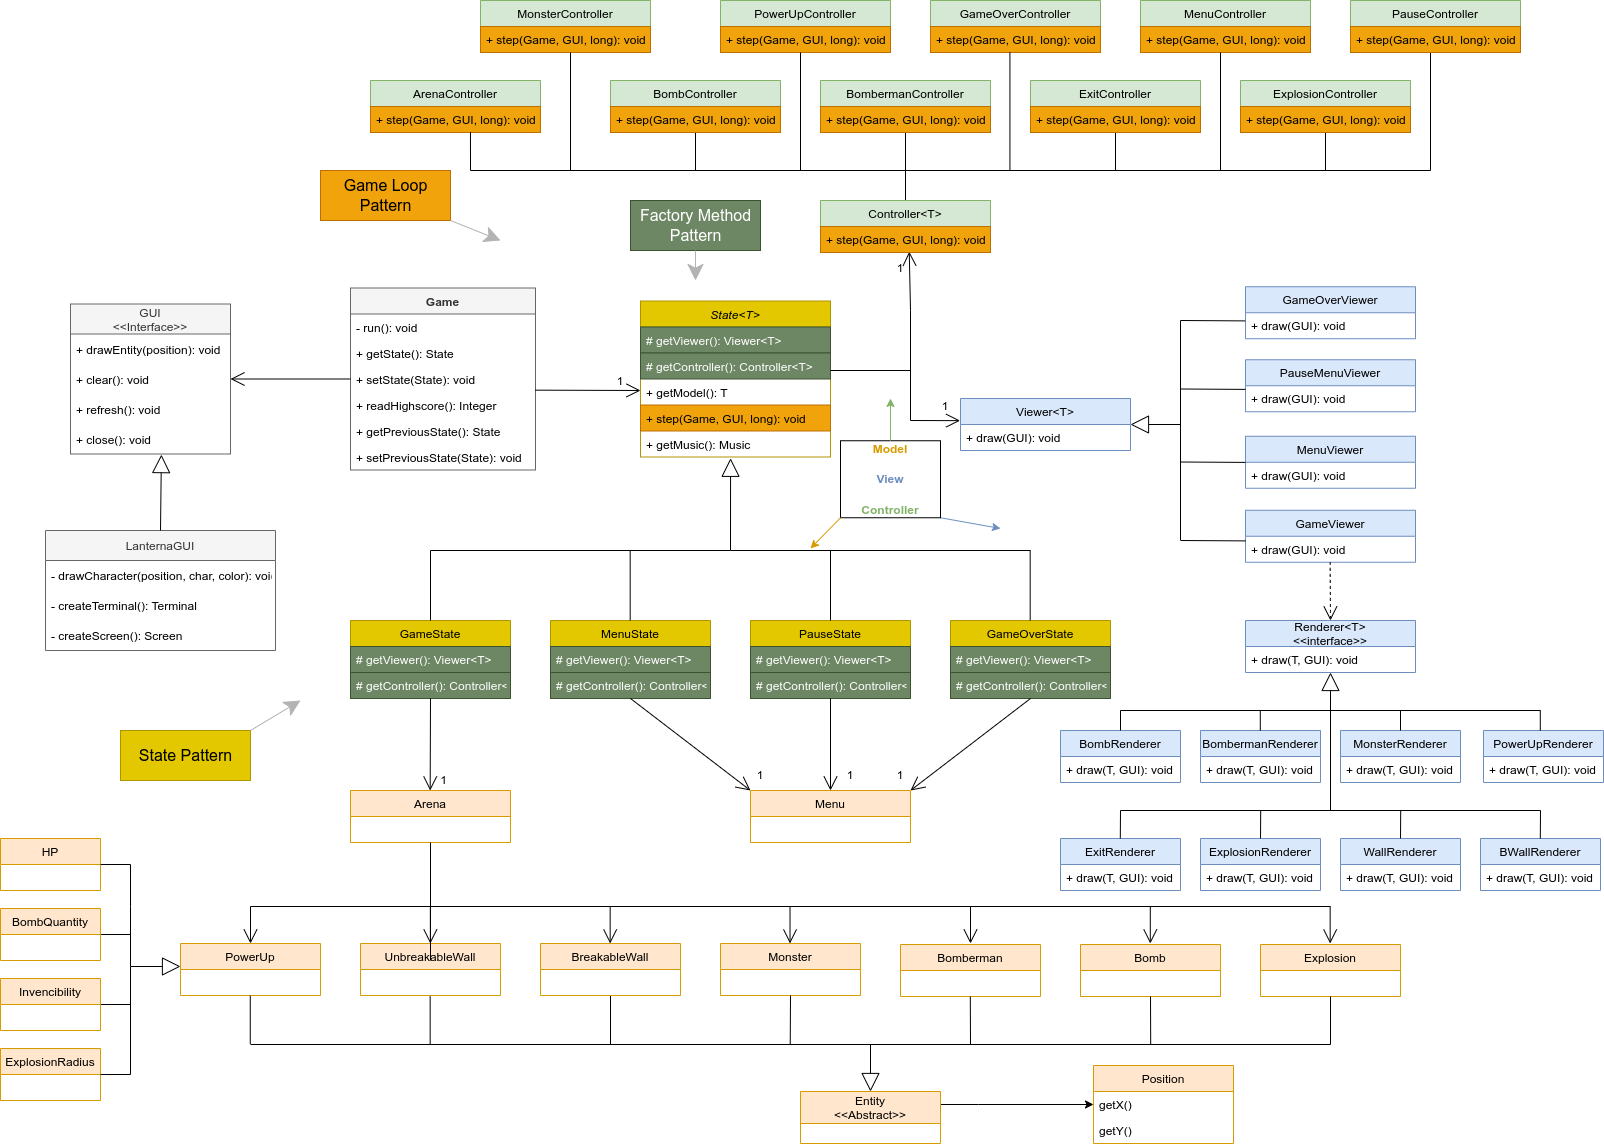 MonsterController
+ step(Game, GUI, long): void
PowerUpController
+ step(Game, GUI, long): void
GameOverController
+ step(Game, GUI, long): void
MenuController
+ step(Game, GUI, long): void
PauseController
+ step(Game, GUI, long): void
ArenaController
+ step(Game, GUI, long): void
BombController
+ step(Game, GUI, long): void
BombermanController
+ step(Game, GUI, long): void
ExitController
+ step(Game, GUI, long): void
ExplosionController
+ step(Game, GUI, long): void
Game Loop
Pattern
Factory Method
Pattern
Controller<T>
+ step(Game, GUI, long): void
1
GUI
<<Interface>>
+ drawEntity(position): void
+ clear(): void
+ refresh(): void
+ close(): void
Game
- run(): void
+ getState(): State
+ setState(State): void
+ readHighscore(): Integer
+ getPreviousState(): State
+ setPreviousState(State): void
1
State<T>
# getViewer(): Viewer<T>
# getController(): Controller<T>
+ getModel(): T
+ step(Game, GUI, long): void
+ getMusic(): Music
1
Viewer<T>
+ draw(GUI): void
GameOverViewer
+ draw(GUI): void
PauseMenuViewer
+ draw(GUI): void
MenuViewer
+ draw(GUI): void
GameViewer
+ draw(GUI): void
Model
View
Controller
LanternaGUI
- drawCharacter(position, char, color): voi
- createTerminal(): Terminal
- createScreen(): Screen
GameState
# getViewer(): Viewer<T>
# getController(): Controller<
MenuState
# getViewer(): Viewer<T>
# getController(): Controller<
PauseState
# getViewer(): Viewer<T>
# getController(): Controller<
GameOverState
# getViewer(): Viewer<T>
# getController(): Controller<
Renderer<T>
<<interface>>
+ draw(T, GUI): void
State Pattern
1
1
1
1
Arena
Menu
BombRenderer
+ draw(T, GUI): void
BombermanRenderer
+ draw(T, GUI): void
MonsterRenderer
+ draw(T, GUI): void
PowerUpRenderer
+ draw(T, GUI): void
ExitRenderer
+ draw(T, GUI): void
ExplosionRenderer
+ draw(T, GUI): void
WallRenderer
+ draw(T, GUI): void
BWallRenderer
+ draw(T, GUI): void
HP
BombQuantity
Invencibility
ExplosionRadius
PowerUp
UnbreakableWall
BreakableWall
Monster
Bomberman
Bomb
Explosion
Entity
<<Abstract>>
Position
getX()
getY()